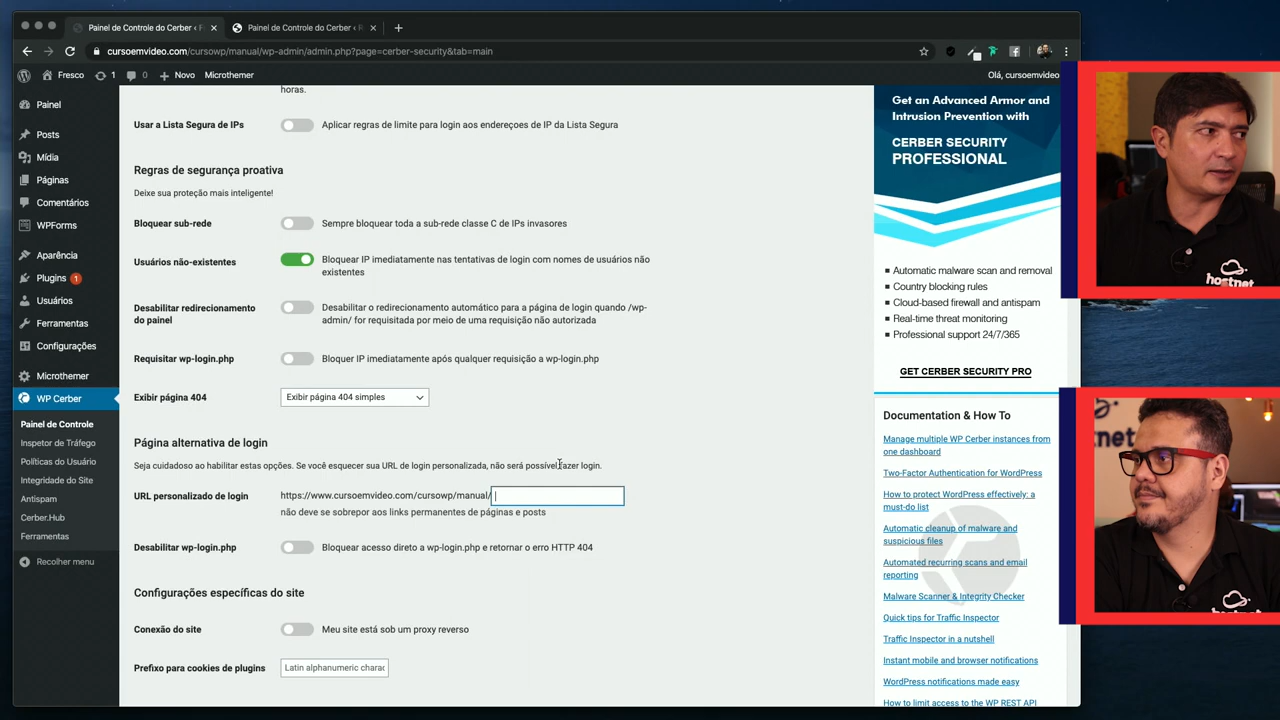 Painel de Controle do Cerber ‹ F
Painel de Controle do Cerber ‹ R
cursoemvideo.com/cursowp/manual/wp-admin/admin.php?page=cerber-security&tab=main
Fresco
1
0
Novo
Microthemer
Olá, cursoemvideo
Painel
Posts
Mídia
Páginas
Comentários
WPForms
Aparência
Plugins 1
Usuários
Ferramentas
Configurações
Microthemer
WP Cerber
Painel de Controle
Inspetor de Tráfego
Políticas do Usuário
Integridade do Site
Antispam
Cerber.Hub
Ferramentas
Recolher menu
horas.
Usar a Lista Segura de IPs
Aplicar regras de limite para login aos endereçoes de IP da Lista Segura
Regras de segurança proativa
Deixe sua proteção mais inteligente!
Bloquear sub-rede
Sempre bloquear toda a sub-rede classe C de IPs invasores
Usuários não-existentes
Bloquear IP imediatamente nas tentativas de login com nomes de usuários não
existentes
Desabilitar redirecionamento
do painel
Desabilitar o redirecionamento automático para a página de login quando /wp-
admin/ for requisitada por meio de uma requisição não autorizada
Requisitar wp-login.php
Bloquer IP imediatamente após qualquer requisição a wp-login.php
Exibir página 404
Exibir página 404 simples
Página alternativa de login
Seja cuidadoso ao habilitar estas opções. Se você esquecer sua URL de login personalizada, não será possível fazer login.
URL personalizado de login
https://www.cursoemvideo.com/cursowp/manual/
não deve se sobrepor aos links permanentes de páginas e posts
Desabilitar wp-login.php
Bloquear acesso direto a wp-login.php e retornar o erro HTTP 404
Configurações específicas do site
Conexão do site
Meu site está sob um proxy reverso
Prefixo para cookies de plugins
Latin alphanumeric charac
Get an Advanced Armor and
Intrusion Prevention with
CERBER SECURITY
PROFESSIONAL
Automatic malware scan and removal
Country blocking rules
Cloud-based firewall and antispam
Real-time threat monitoring
Professional support 24/7/365
GET CERBER SECURITY PRO
Documentation & How To
Manage multiple WP Cerber instances from
one dashboard
Two-Factor Authentication for WordPress
How to protect WordPress effectively: a
must-do list
Automatic cleanup of malware and
suspicious files
Automated recurring scans and email
reporting
Malware Scanner & Integrity Checker
Quick tips for Traffic Inspector
Traffic Inspector in a nutshell
Instant mobile and browser notifications
WordPress notifications made easy
How to limit access to the WP REST API
hostnet
hostnet